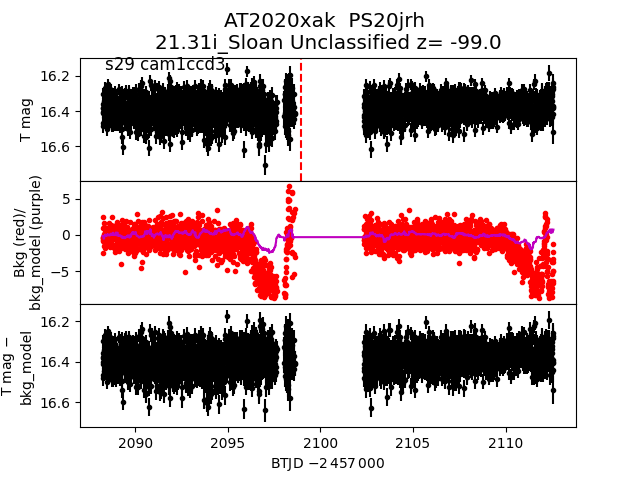 AT2020xak  PS20jrh
21.31i_Sloan Unclassified z= -99.0
s29 cam1ccd3
16.2
16.4
16.6
T mag
5
0
−5
Bkg (red)/
bkg_model (purple)
16.2
16.4
16.6
T mag −
bkg_model
2090
2095
2100
2105
2110
BTJD −2 457 000